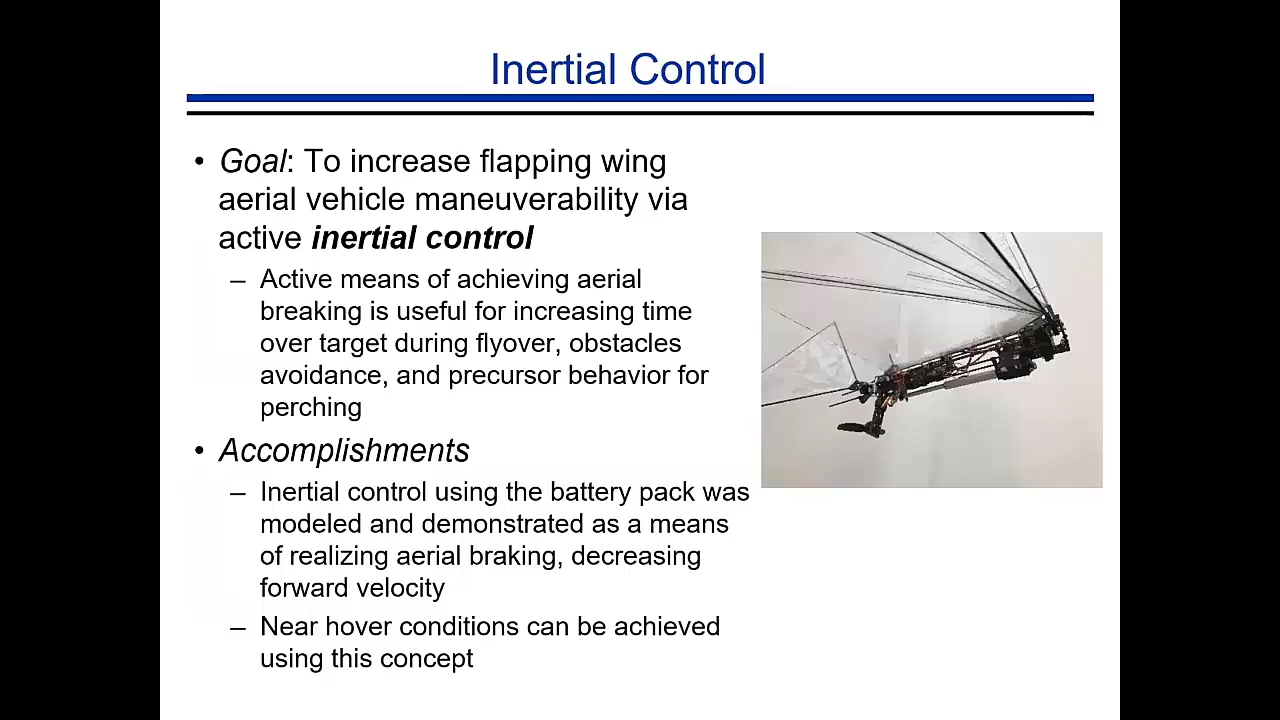 Inertial Control
• Goal: To increase flapping wing
aerial vehicle maneuverability via
active inertial control
– Active means of achieving aerial
breaking is useful for increasing time
over target during flyover, obstacles
avoidance, and precursor behavior for
perching
• Accomplishments
– Inertial control using the battery pack was
modeled and demonstrated as a means
of realizing aerial braking, decreasing
forward velocity
– Near hover conditions can be achieved
using this concept